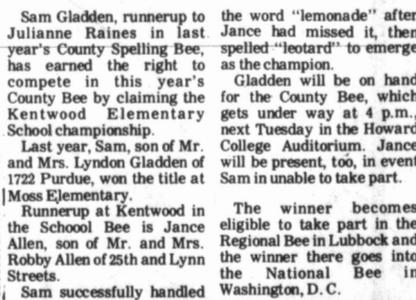 Sam Gladden, runnerup to
Julianne Raines in last
year's County Spelling Bee,
has earned the right to
compete in this year's
County Bee by claiming the
Kentwood Elementary
School championship.
Last year, Sam, son of Mr.
and Mrs. Lyndon Gladden of
1722 Purdue, won the title at
Moss Elementary.
Runnerup at Kentwood in
the Schoool Bee is Jance
Allen, son of Mr. and Mrs.
Robby Allen of 25th and Lynn
Streets.
Sam successfully handled
the word "lemonade" after
Jance had missed it, then
spelled "leotard" to emerge
as the champion.
Gladden will be on hand
for the County Bee, which
gets under way at 4 p.m.,
next Tuesday in the Howard
College Auditorium. Jance
will be present, too, in event
Sam in unable to take part.
The winner becomes
eligible to take part in the
Regional Bee in Lubbock and
the winner there goes into
the National Bee in
Washington, D. C.